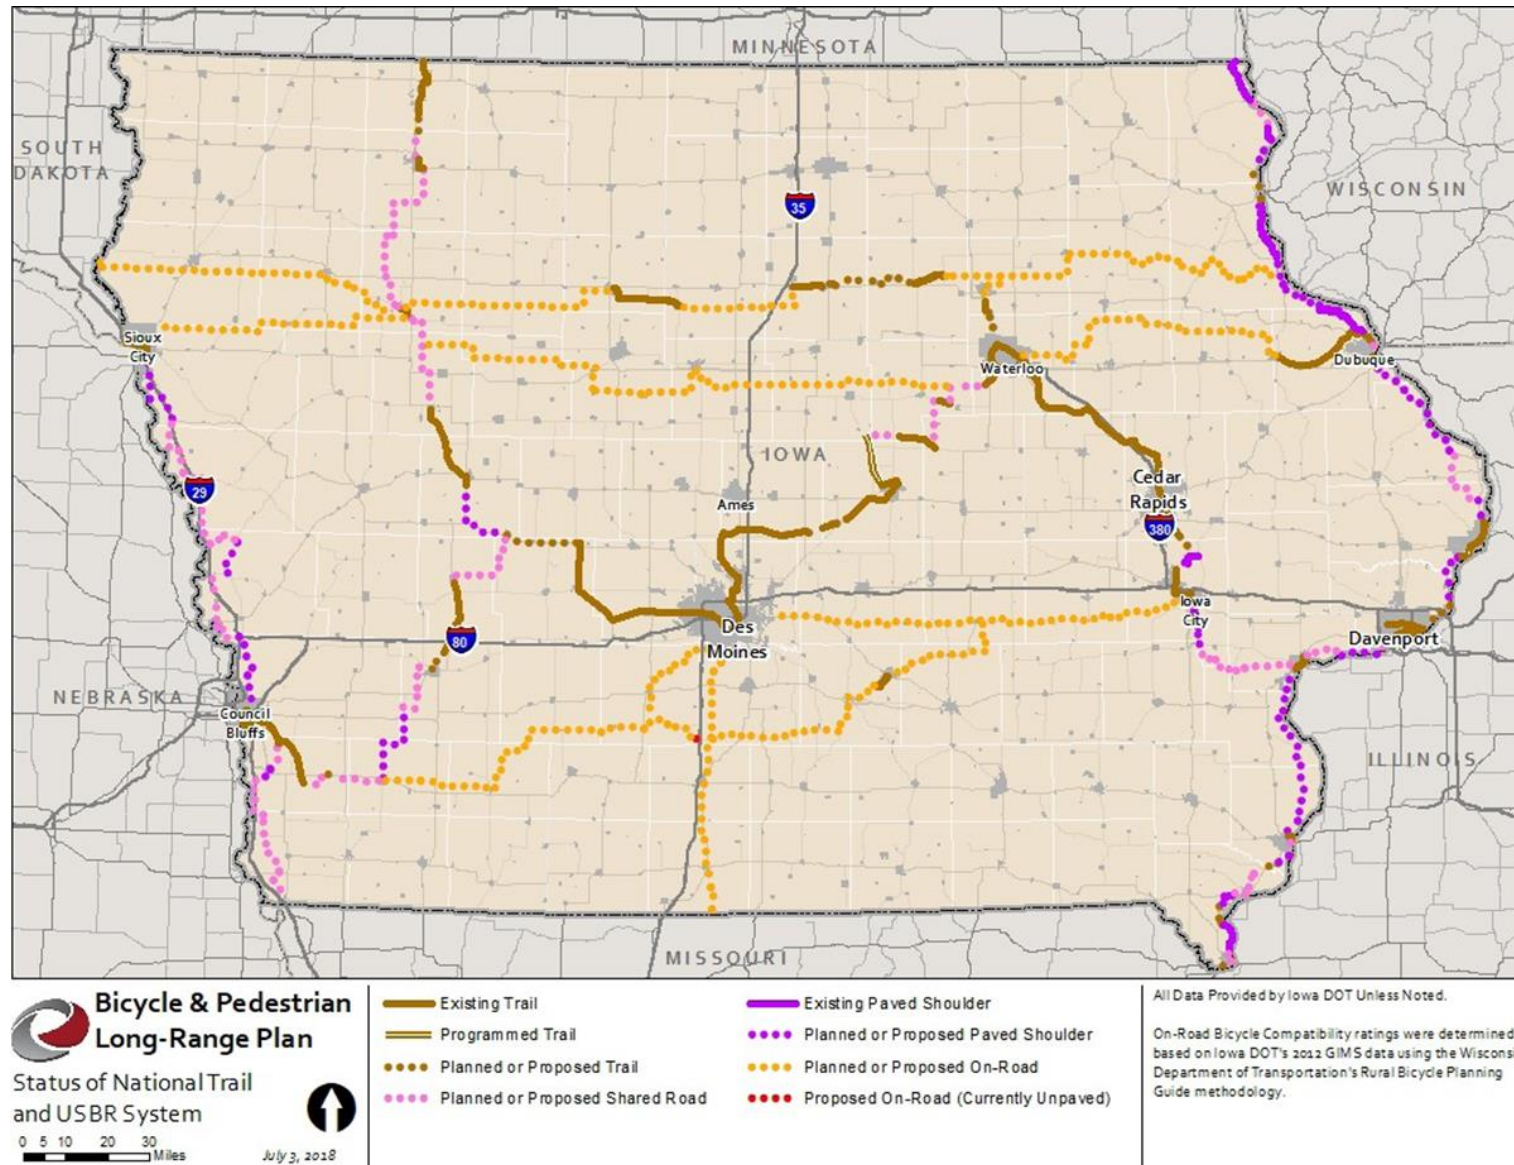 MINNESOTA
SOUTH
DAKOTA
WISCONSIN
35
Sioux
City
Dubuque
Waterloo
IOWA
Cedar
Rapids
29
Ames
380
Iowa
City
Des
Moines
80
Davenport
NEBRASKA
Council
Bluffs
ILLINOIS
MISSOURI
Bicycle & Pedestrian
Long-Range Plan
Status of National Trail
and USBR System
0 5 10 20 30
Miles
July 3, 2018
Existing Trail
Programmed Trail
Planned or Proposed Trail
Planned or Proposed Shared Road
Existing Paved Shoulder
Planned or Proposed Paved Shoulder
Planned or Proposed On-Road
Proposed On-Road (Currently Unpaved)
All Data Provided by Iowa DOT Unless Noted.
On-Road Bicycle Compatibility ratings were determined
based on Iowa DOT's 2012 GIMS data using the Wisconsi
Department of Transportation's Rural Bicycle Planning
Guide methodology.